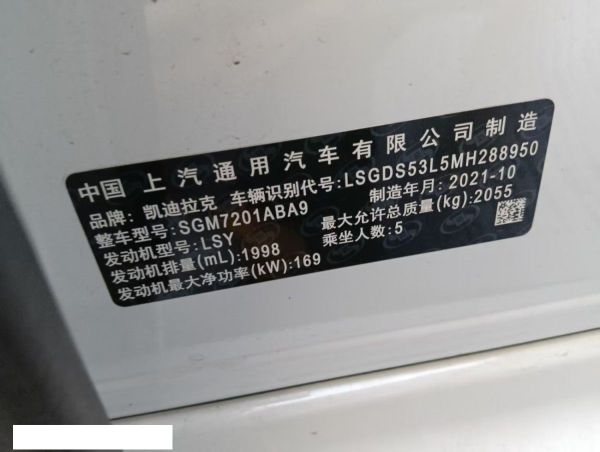 中国 上汽通用汽车有限公司制造
品牌: 凯迪拉克 车辆识别代号: LSGDS53L5MH288950
整车型号: SGM7201ABA9 制造年月: 2021-10
发动机型号: LSY 最大允许总质量(kg): 2055
发动机排量(mL): 1998 乘坐人数: 5
发动机最大净功率(kW): 169